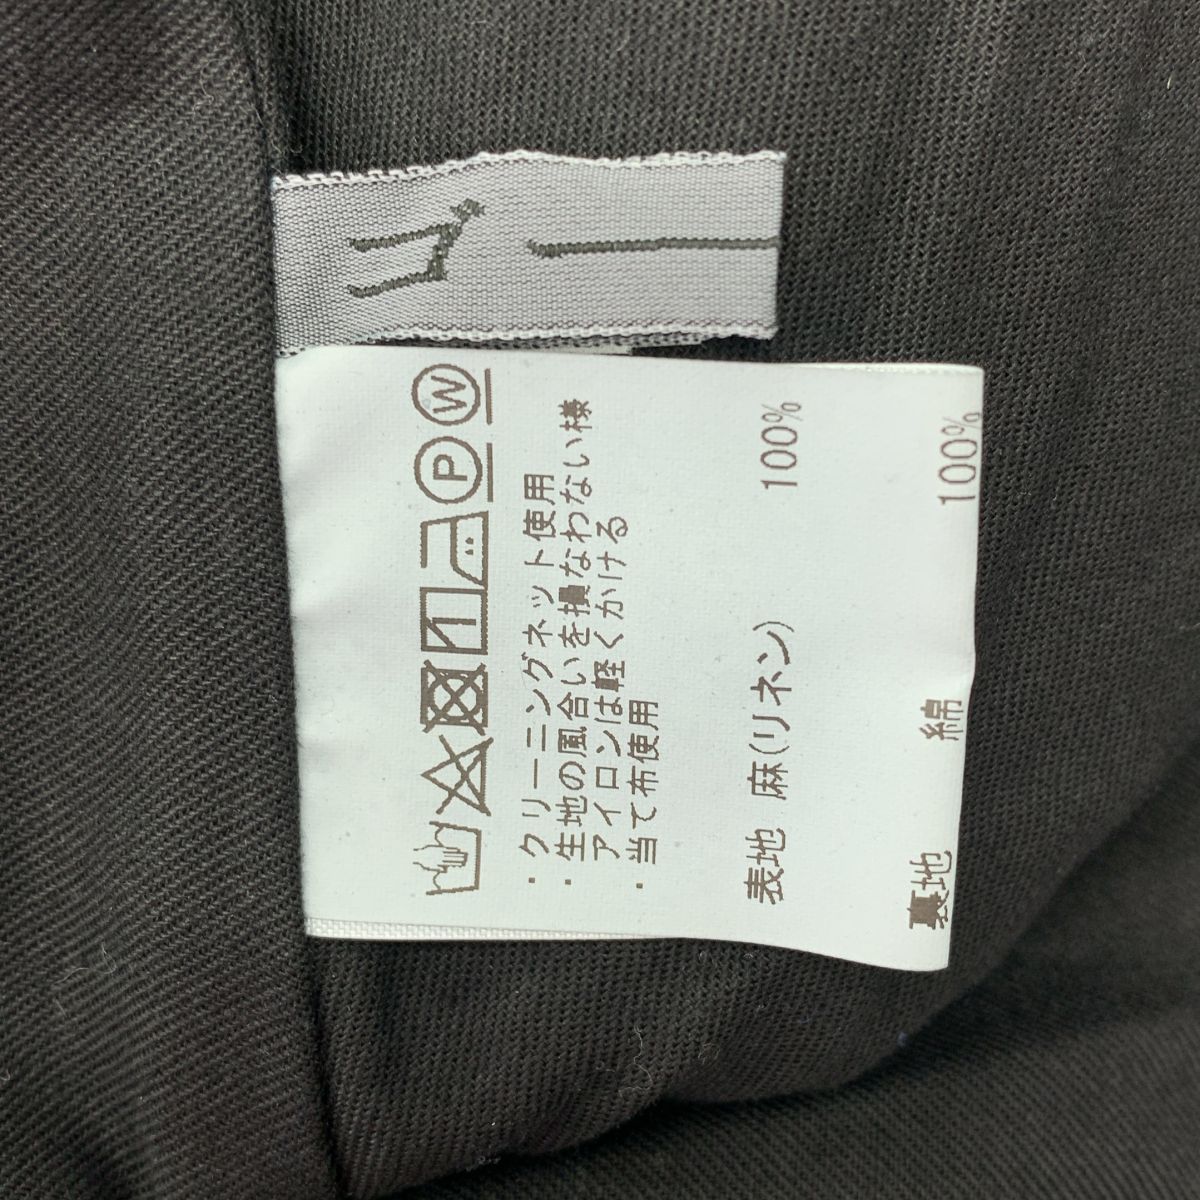 ゴー
P W
・クリーニングネット使用
・生地の風合いを損なわない様
アイロンは軽くかける
・当て布使用
表地 麻(リネン) 100%
裏地 綿 100%